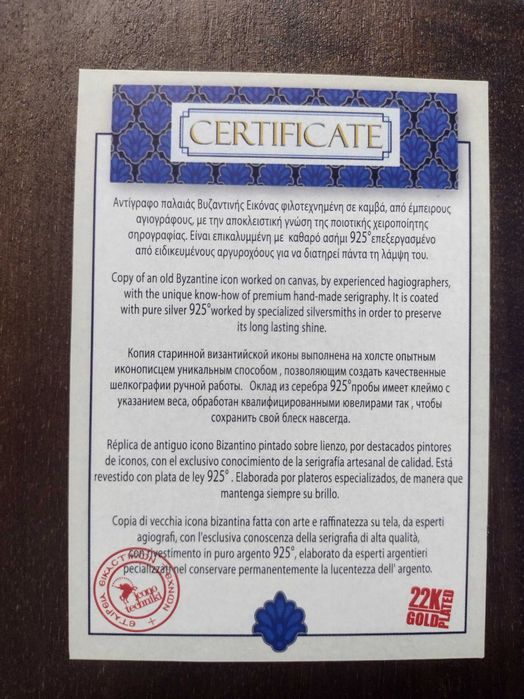 CERTIFICATE
Αντίγραφο παλαιάς Βυζαντινής Εικόνας φιλοτεχνημένη σε καμβά, από έμπειρους
αγιογράφους, με την αποκλειστική γνώση της ποιοτικής χειροποίητης
σηρογραφίας. Είναι επικαλυμμένη με καθαρό ασήμι 925° επεξεργασμένο
από ειδικευμένους αργυροχόους για να διατηρεί πάντα τη λάμψη του.
Copy of an old Byzantine icon worked on canvas, by experienced hagiographers,
with the unique know-how of premium hand-made serigraphy. It is coated
with pure silver 925° worked by specialized silversmiths in order to preserve
its long lasting shine.
Копия старинной византийской иконы выполнена на холсте опытным
иконописцем уникальным способом , позволяющим создать качественные
шелкографии ручной работы. Оклад из серебра 925° пробы имеет клеймо с
указанием веса, обработан квалифицированными ювелирами так , чтобы
сохранить свой блеск навсегда.
Réplica de antiguo icono Bizantino pintado sobre lienzo, por destacados pintores
de iconos, con el exclusivo conocimiento de la serigrafía artesanal de calidad. Está
revestido con plata de ley 925° . Elaborada por plateros especializados, de manera que
mantenga siempre su brillo.
Copia di vecchia icona bizantina fatta con arte e raffinatezza su tela, da esperti
agiografi, con l'esclusiva conoscenza della serigrafia di alta qualità,
con rivestimento in puro argento 925°, elaborato da esperti argentieri
pecializzati nel conservare permanentemente la lucentezza dell' argento.
ΕΤΑΙΡΕΙΑ ΕΙΚΑΣΤΙΚΩΝ ΤΕΧΝΩΝ
icone
techniki
22K
GOLD
PLATED